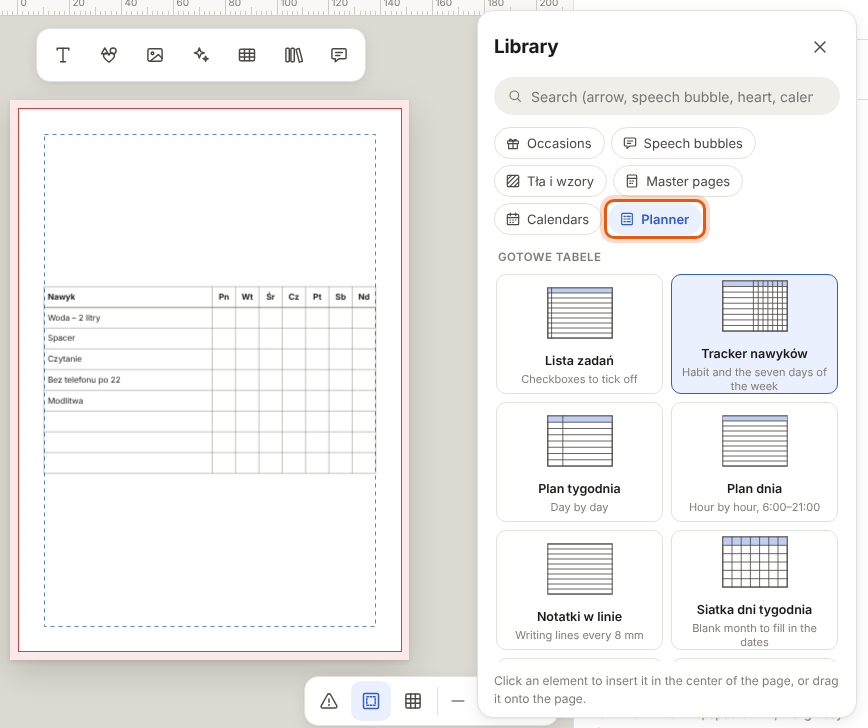 0 20 40 60 80 100 120 140 160 180 200
Library
Search (arrow, speech bubble, heart, caler
Occasions
Speech bubbles
Tła i wzory
Master pages
Calendars
Planner
GOTOWE TABELE
Lista zadań
Checkboxes to tick off
Tracker nawyków
Habit and the seven days of
the week
Plan tygodnia
Day by day
Plan dnia
Hour by hour, 6:00–21:00
Notatki w linie
Writing lines every 8 mm
Siatka dni tygodnia
Blank month to fill in the
dates
Click an element to insert it in the center of the page, or drag
it onto the page.
Nawyk Pn Wt Śr Cz Pt Sb Nd
Woda – 2 litry
Spacer
Czytanie
Bez telefonu po 22
Modlitwa